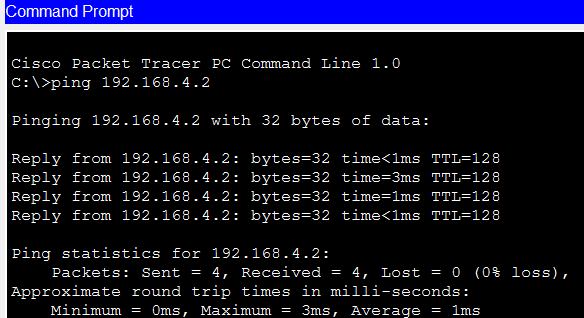 Command Prompt
Cisco Packet Tracer PC Command Line 1.0
C:\>ping 192.168.4.2
Pinging 192.168.4.2 with 32 bytes of data:
Reply from 192.168.4.2: bytes=32 time<1ms TTL=128
Reply from 192.168.4.2: bytes=32 time=3ms TTL=128
Reply from 192.168.4.2: bytes=32 time=1ms TTL=128
Reply from 192.168.4.2: bytes=32 time<1ms TTL=128
Ping statistics for 192.168.4.2:
Packets: Sent = 4, Received = 4, Lost = 0 (0% loss),
Approximate round trip times in milli-seconds:
Minimum = 0ms, Maximum = 3ms, Average = 1ms